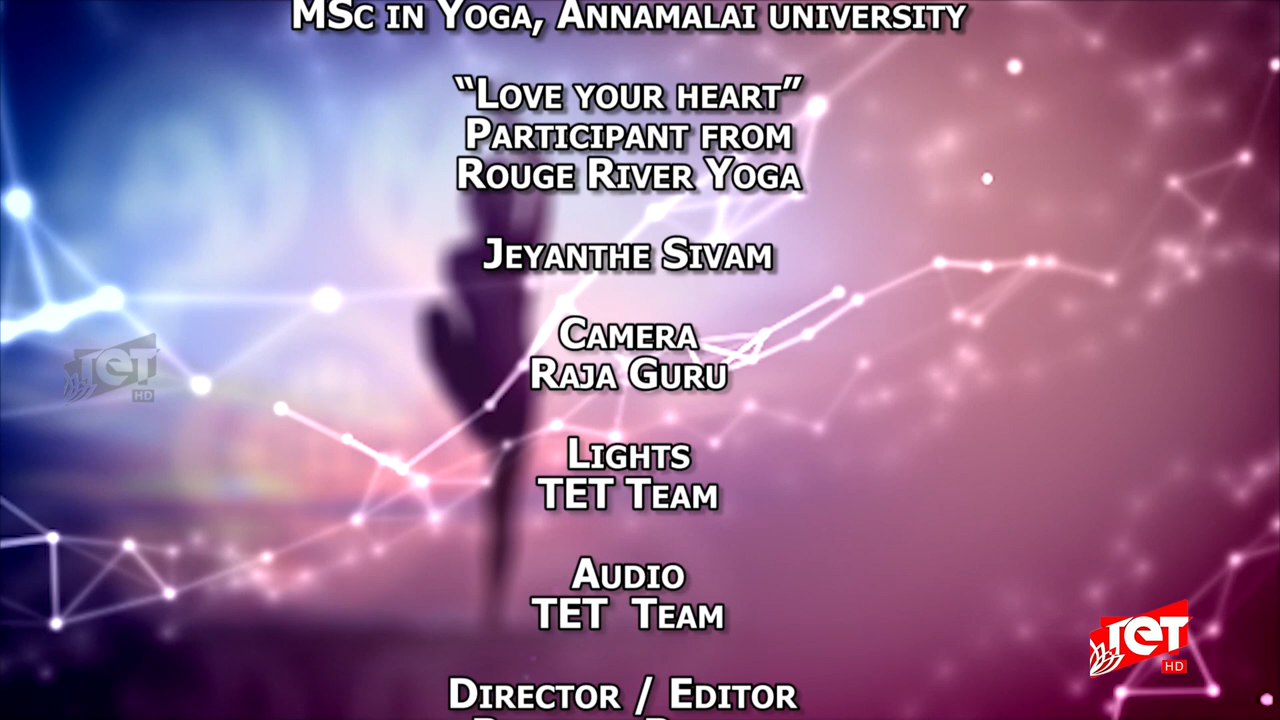 MSc in Yoga, Annamalai university
“Love your heart”
Participant from
Rouge River Yoga
Jeyanthe Sivam
Camera
Raja Guru
Lights
TET Team
Audio
TET Team
Director / Editor
TET
HD
TET
HD